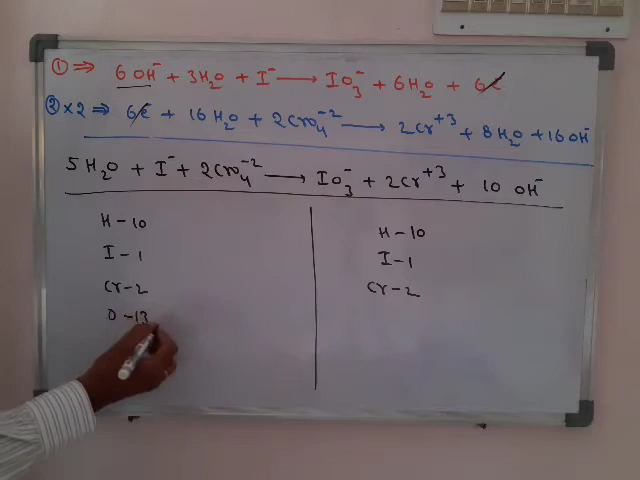 ① ⇒ 6 OH⁻ + 3H₂O + I⁻ ⟶ IO₃⁻ + 6H₂O + 6e⁻
② × 2 ⇒ 6e⁻ + 16 H₂O + 2CrO₄⁻² ⟶ 2Cr⁺³ + 8H₂O + 16 OH⁻
5 H₂O + I⁻ + 2CrO₄⁻² ⟶ IO₃⁻ + 2Cr⁺³ + 10 OH⁻
H - 10
I - 1
Cr - 2
O - 13
H - 10
I - 1
Cr - 2